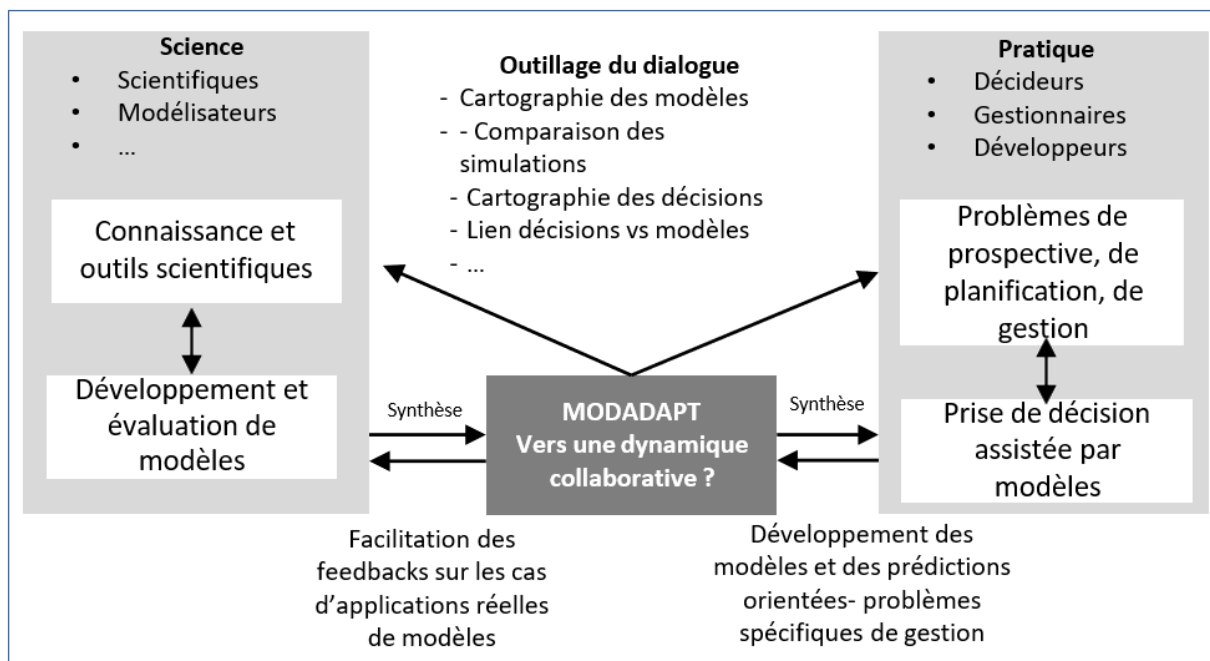 Science
• Scientifiques
• Modélisateurs
• ...
Connaissance et
outils scientifiques
Développement et
évaluation de
modèles
Outillage du dialogue
- Cartographie des modèles
- - Comparaison des
simulations
- Cartographie des décisions
- Lien décisions vs modèles
- ...
Synthèse
MODADAPT
Vers une dynamique
collaborative ?
Synthèse
Pratique
• Décideurs
• Gestionnaires
• Développeurs
Problèmes de
prospective, de
planification, de
gestion
Prise de décision
assistée par
modèles
Facilitation des
feedbacks sur les cas
d’applications réelles
de modèles
Développement des
modèles et des prédictions
orientées- problèmes
spécifiques de gestion